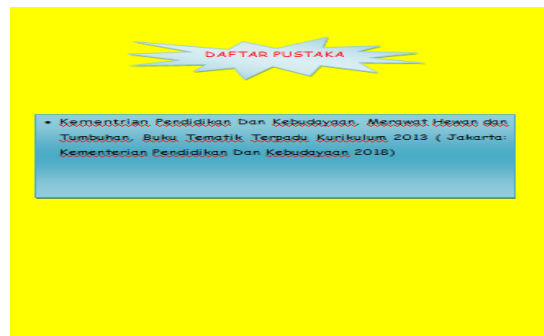 DAFTAR PUSTAKA
• Kementrian Pendidikan Dan Kebudayaan, Merawat Hewan dan
Tumbuhan, Buku Tematik Terpadu Kurikulum 2013 ( Jakarta:
Kementerian Pendidikan Dan Kebudayaan 2018)